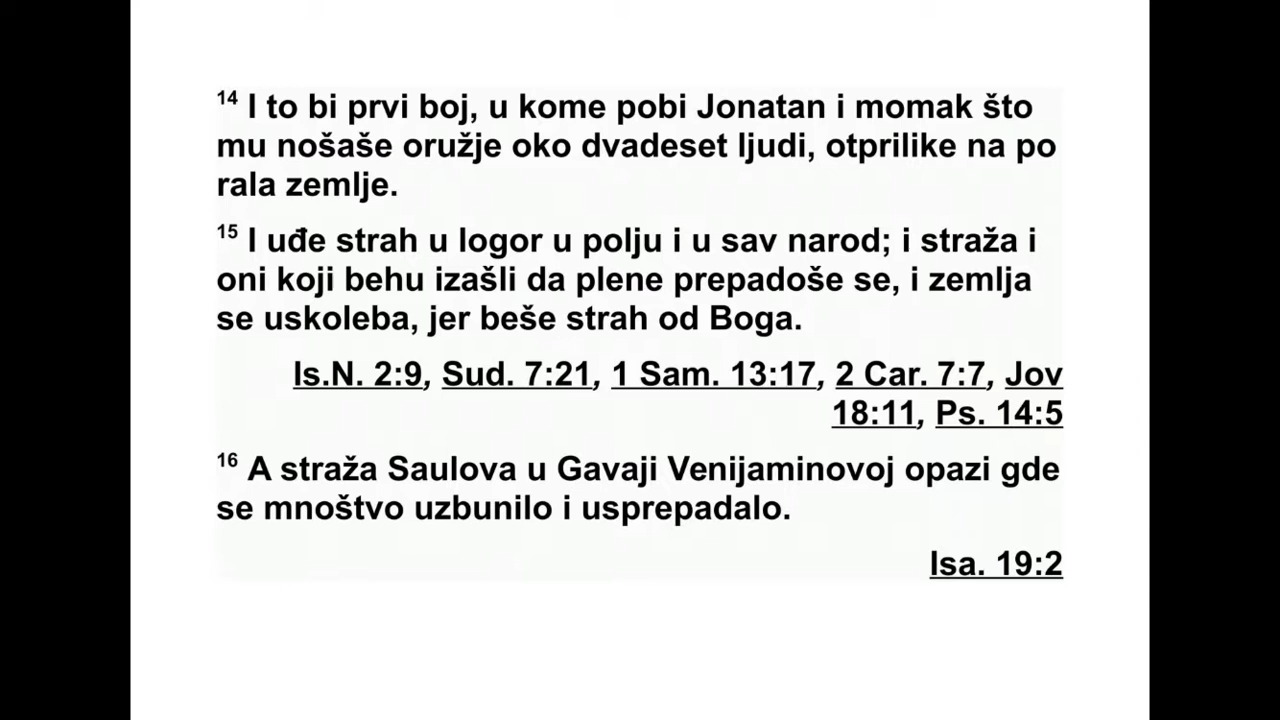 14 I to bi prvi boj, u kome pobi Jonatan i momak što
mu nošaše oružje oko dvadeset ljudi, otprilike na po
rala zemlje.
15 I uđe strah u logor u polju i u sav narod; i straža i
oni koji behu izašli da plene prepadoše se, i zemlja
se uskoleba, jer beše strah od Boga.
Is.N. 2:9, Sud. 7:21, 1 Sam. 13:17, 2 Car. 7:7, Jov
18:11, Ps. 14:5
16 A straža Saulova u Gavaji Venijaminovoj opazi gde
se mnoštvo uzbunilo i usprepadalo.
Isa. 19:2